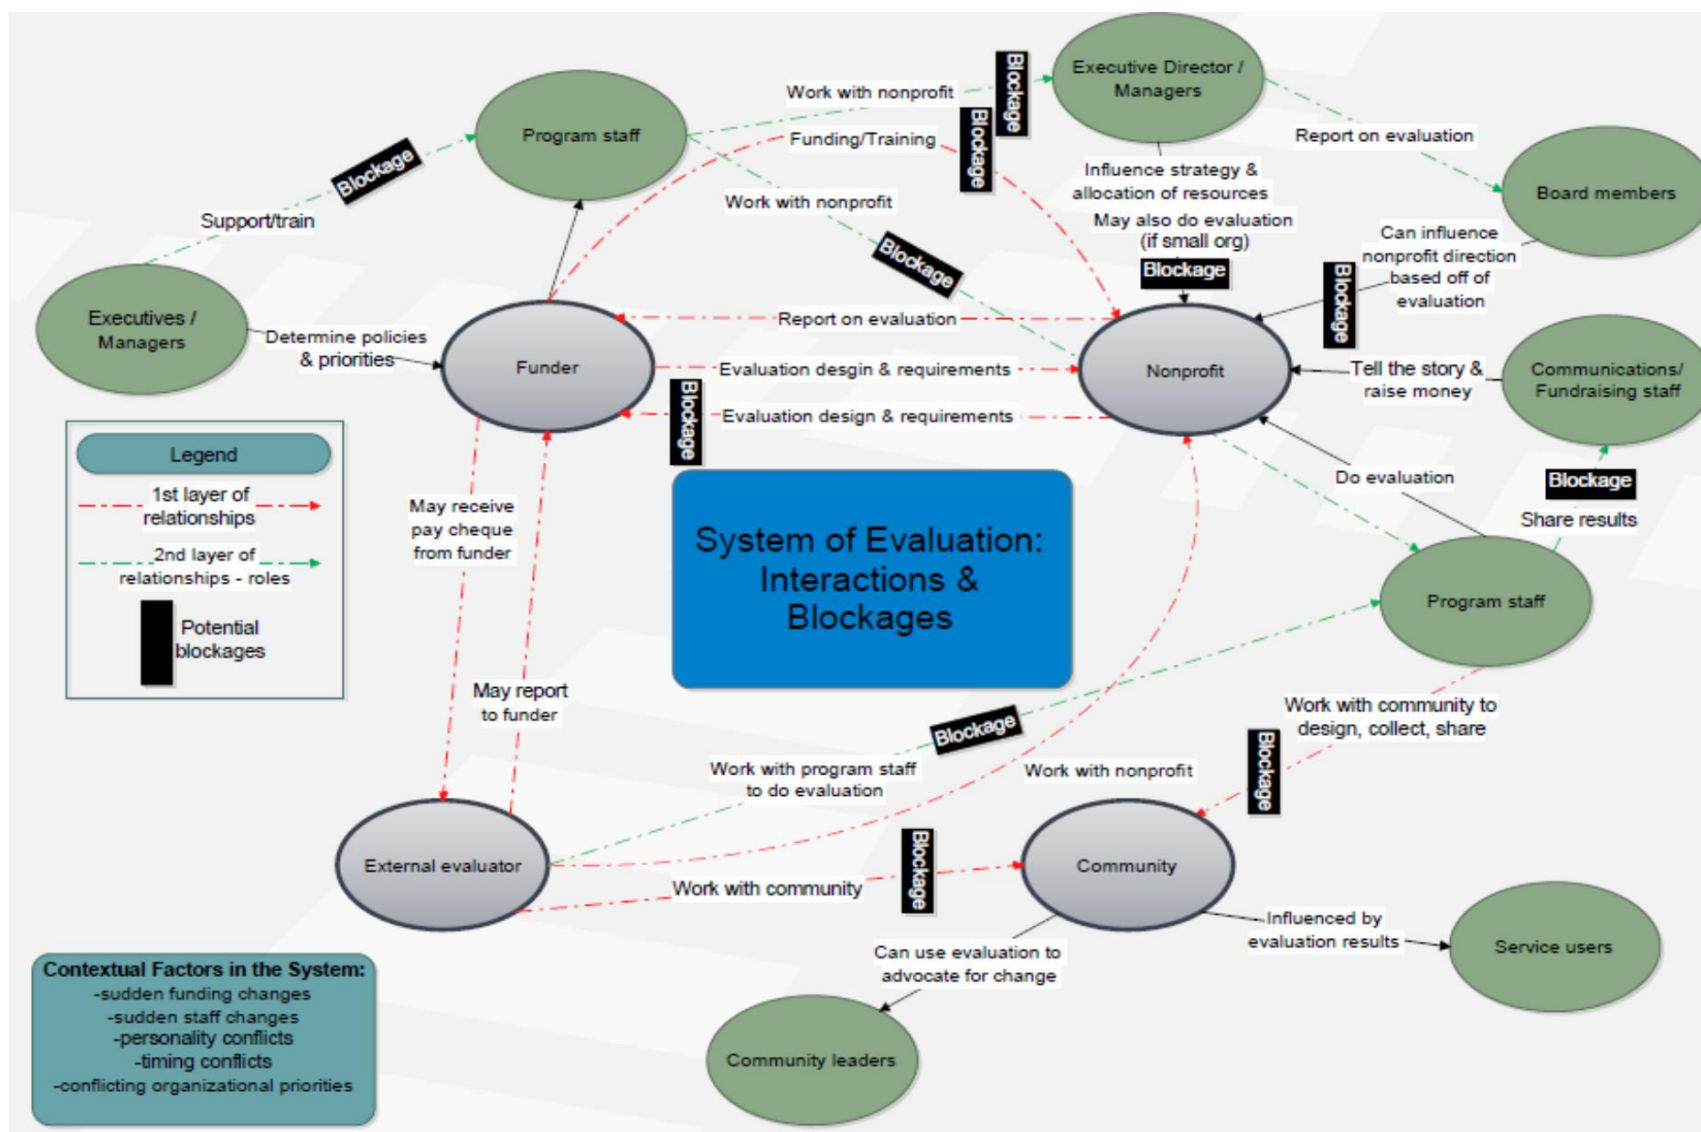 Blockage
Executive Director /
Managers
Work with nonprofit
Program staff
Funding/Training
Blockage
Report on evaluation
Blockage
Influence strategy &
allocation of resources
Board members
Work with nonprofit
Support/train
May also do evaluation
(if small org)
Can influence
nonprofit direction
based off of
evaluation
Blockage
Blockage
Blockage
Executives /
Managers
Determine policies
& priorities
Report on evaluation
Funder
Evaluation desgin & requirements
Nonprofit
Tell the story &
raise money
Communications/
Fundraising staff
Blockage
Evaluation design & requirements
Legend
1st layer of
relationships
2nd layer of
relationships - roles
Potential
blockages
May receive
pay cheque
from funder
System of Evaluation:
Interactions &
Blockages
Do evaluation
Blockage
Share results
Program staff
May report
to funder
Work with community to
design, collect, share
Blockage
Blockage
Work with program staff
to do evaluation
Work with nonprofit
External evaluator
Work with community
Blockage
Community
Influenced by
evaluation results
Service users
Can use evaluation to
advocate for change
Community leaders
Contextual Factors in the System:
-sudden funding changes
-sudden staff changes
-personality conflicts
-timing conflicts
-conflicting organizational priorities